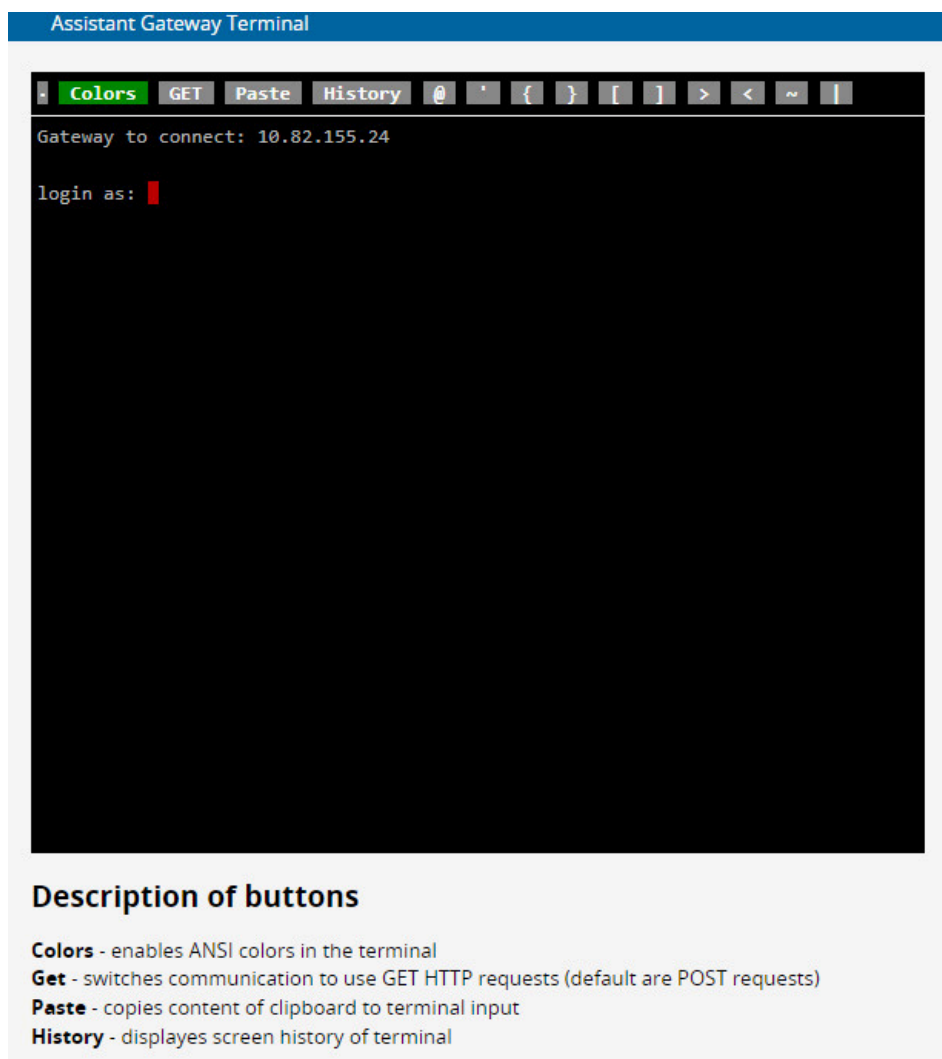 Assistant Gateway Terminal
- Colors GET Paste History @ ' { } [ ] > < ~ |
Gateway to connect: 10.82.155.24
login as:
Description of buttons
Colors - enables ANSI colors in the terminal
Get - switches communication to use GET HTTP requests (default are POST requests)
Paste - copies content of clipboard to terminal input
History - displayes screen history of terminal